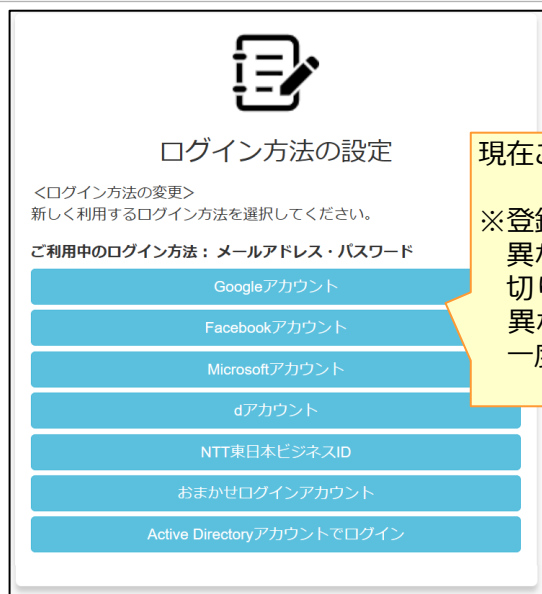 ログイン方法の設定
<ログイン方法の変更>
新しく利用するログイン方法を選択してください。
ご利用中のログイン方法： メールアドレス・パスワード
Googleアカウント
Facebookアカウント
Microsoftアカウント
dアカウント
NTT東日本ビジネスID
おまかせログインアカウント
Active Directoryアカウントでログイン
現在
※登録
異
切
異
一度